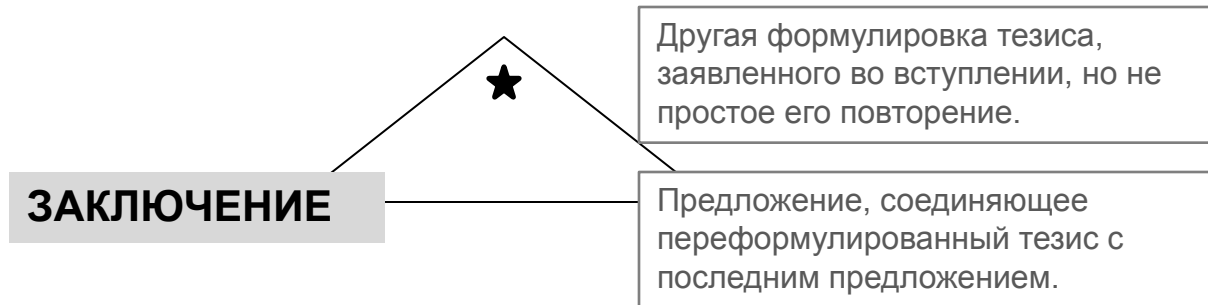 Другая формулировка тезиса,
заявленного во вступлении, но не
простое его повторение.
ЗАКЛЮЧЕНИЕ
Предложение, соединяющее
переформулированный тезис с
последним предложением.